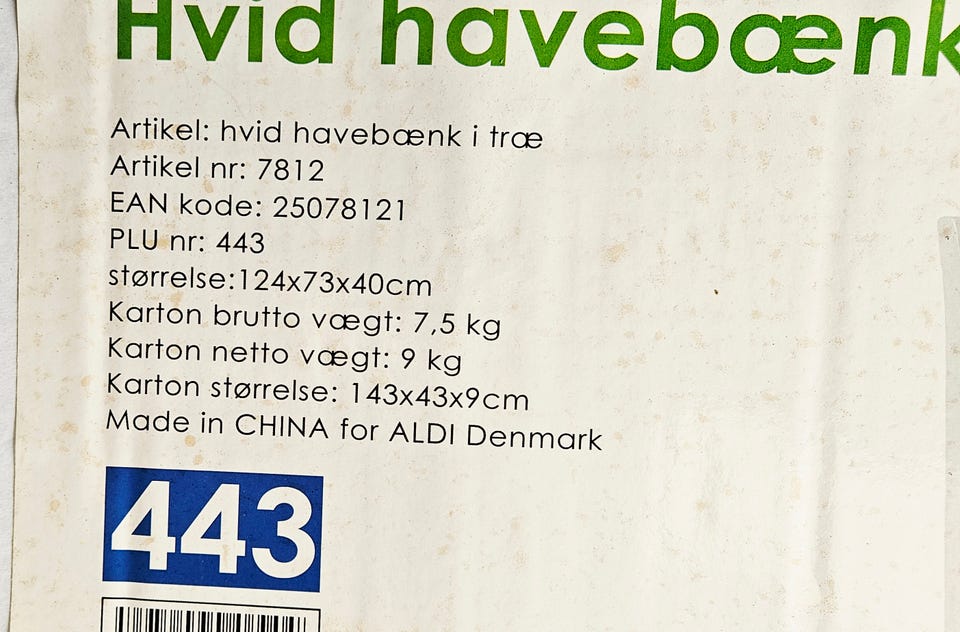 Hvid havebænk
Artikel: hvid havebænk i træ
Artikel nr: 7812
EAN kode: 25078121
PLU nr: 443
størrelse:124x73x40cm
Karton brutto vægt: 7,5 kg
Karton netto vægt: 9 kg
Karton størrelse: 143x43x9cm
Made in CHINA for ALDI Denmark
443